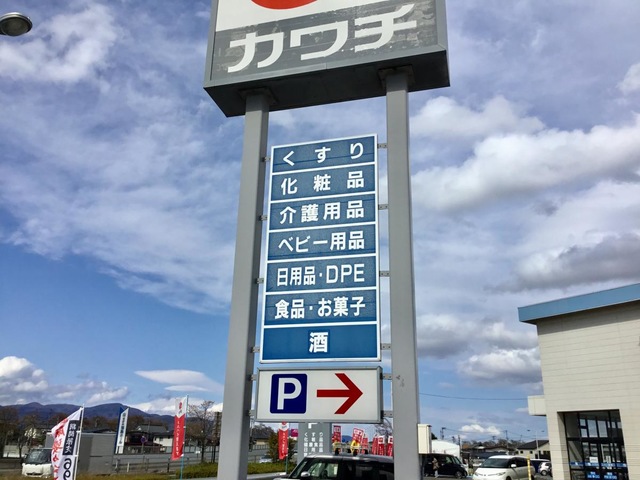 カワチ
くすり
化粧品
介護用品
ベビー用品
日用品・DPE
食品・お菓子
酒
P